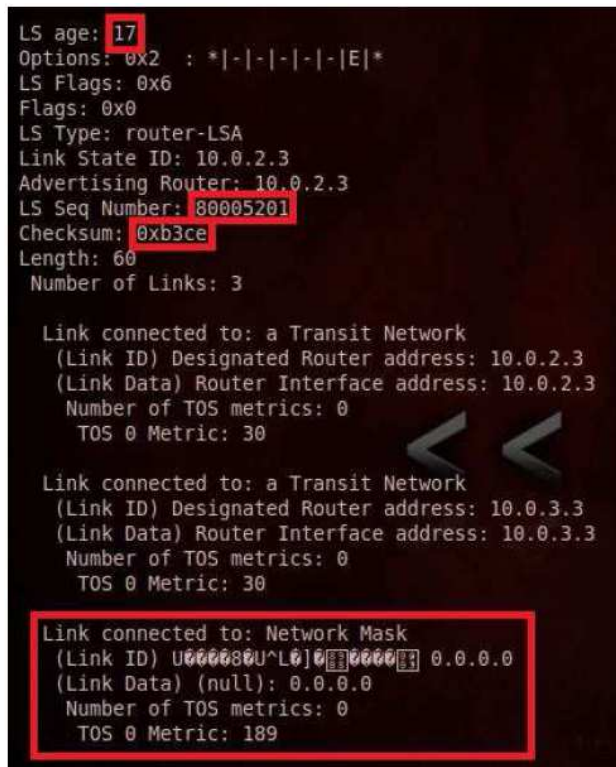 LS age: 17
Options: 0x2 : *|-|-|-|-|-|E|*
LS Flags: 0x6
Flags: 0x0
LS Type: router-LSA
Link State ID: 10.0.2.3
Advertising Router: 10.0.2.3
LS Seq Number: 80005201
Checksum: 0xb3ce
Length: 60
Number of Links: 3
Link connected to: a Transit Network
(Link ID) Designated Router address: 10.0.2.3
(Link Data) Router Interface address: 10.0.2.3
Number of TOS metrics: 0
TOS 0 Metric: 30
Link connected to: a Transit Network
(Link ID) Designated Router address: 10.0.3.3
(Link Data) Router Interface address: 10.0.3.3
Number of TOS metrics: 0
TOS 0 Metric: 30
Link connected to: Network Mask
(Link ID) 0.0.0.0
(Link Data) (null): 0.0.0.0
Number of TOS metrics: 0
TOS 0 Metric: 189